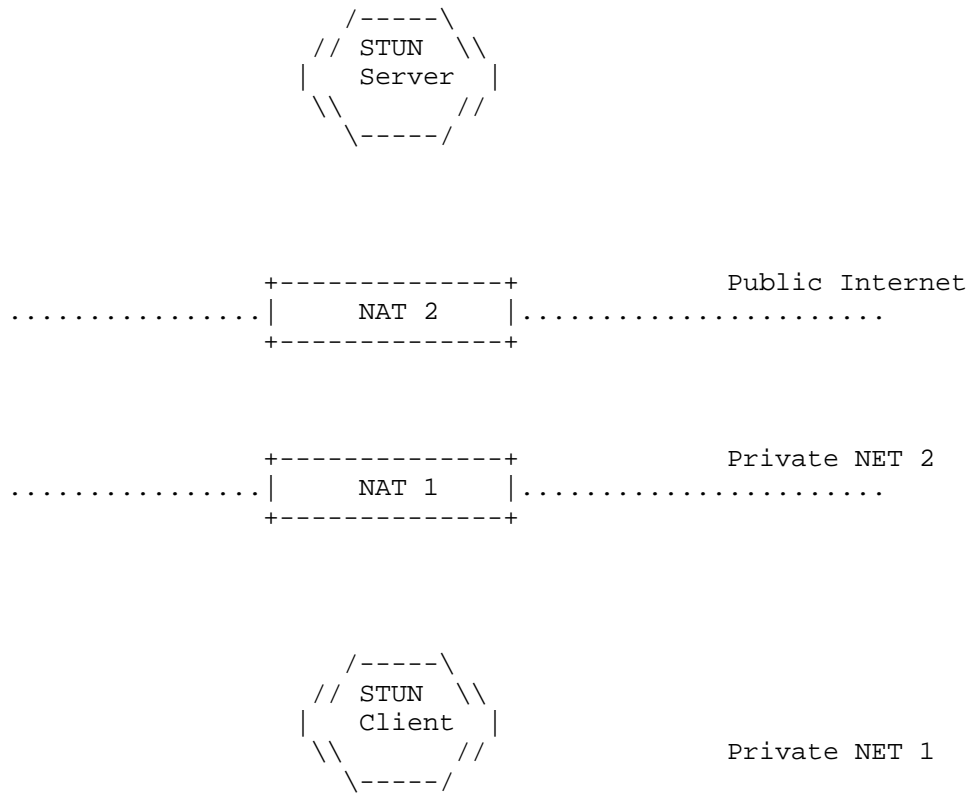 /-----\
// STUN \\
| Server |
\\ //
\-----/
+--------------+ Public Internet
................| NAT 2 |.......................
+--------------+
+--------------+ Private NET 2
................| NAT 1 |.......................
+--------------+
/-----\
// STUN \\
| Client |
\\ // Private NET 1
\-----/